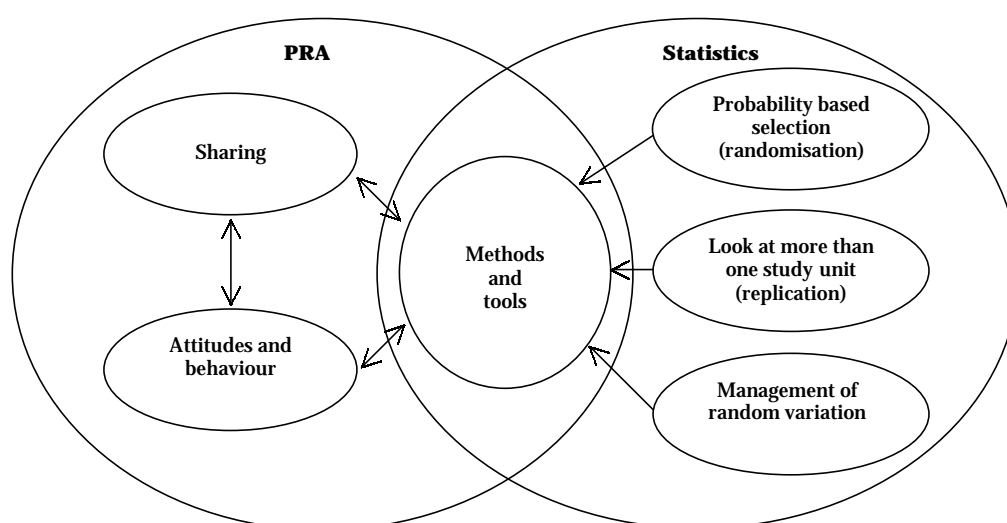 PRA
Statistics
Sharing
Attitudes and
behaviour
Methods
and
tools
Probability based
selection
(randomisation)
Look at more than
one study unit
(replication)
Management of
random variation